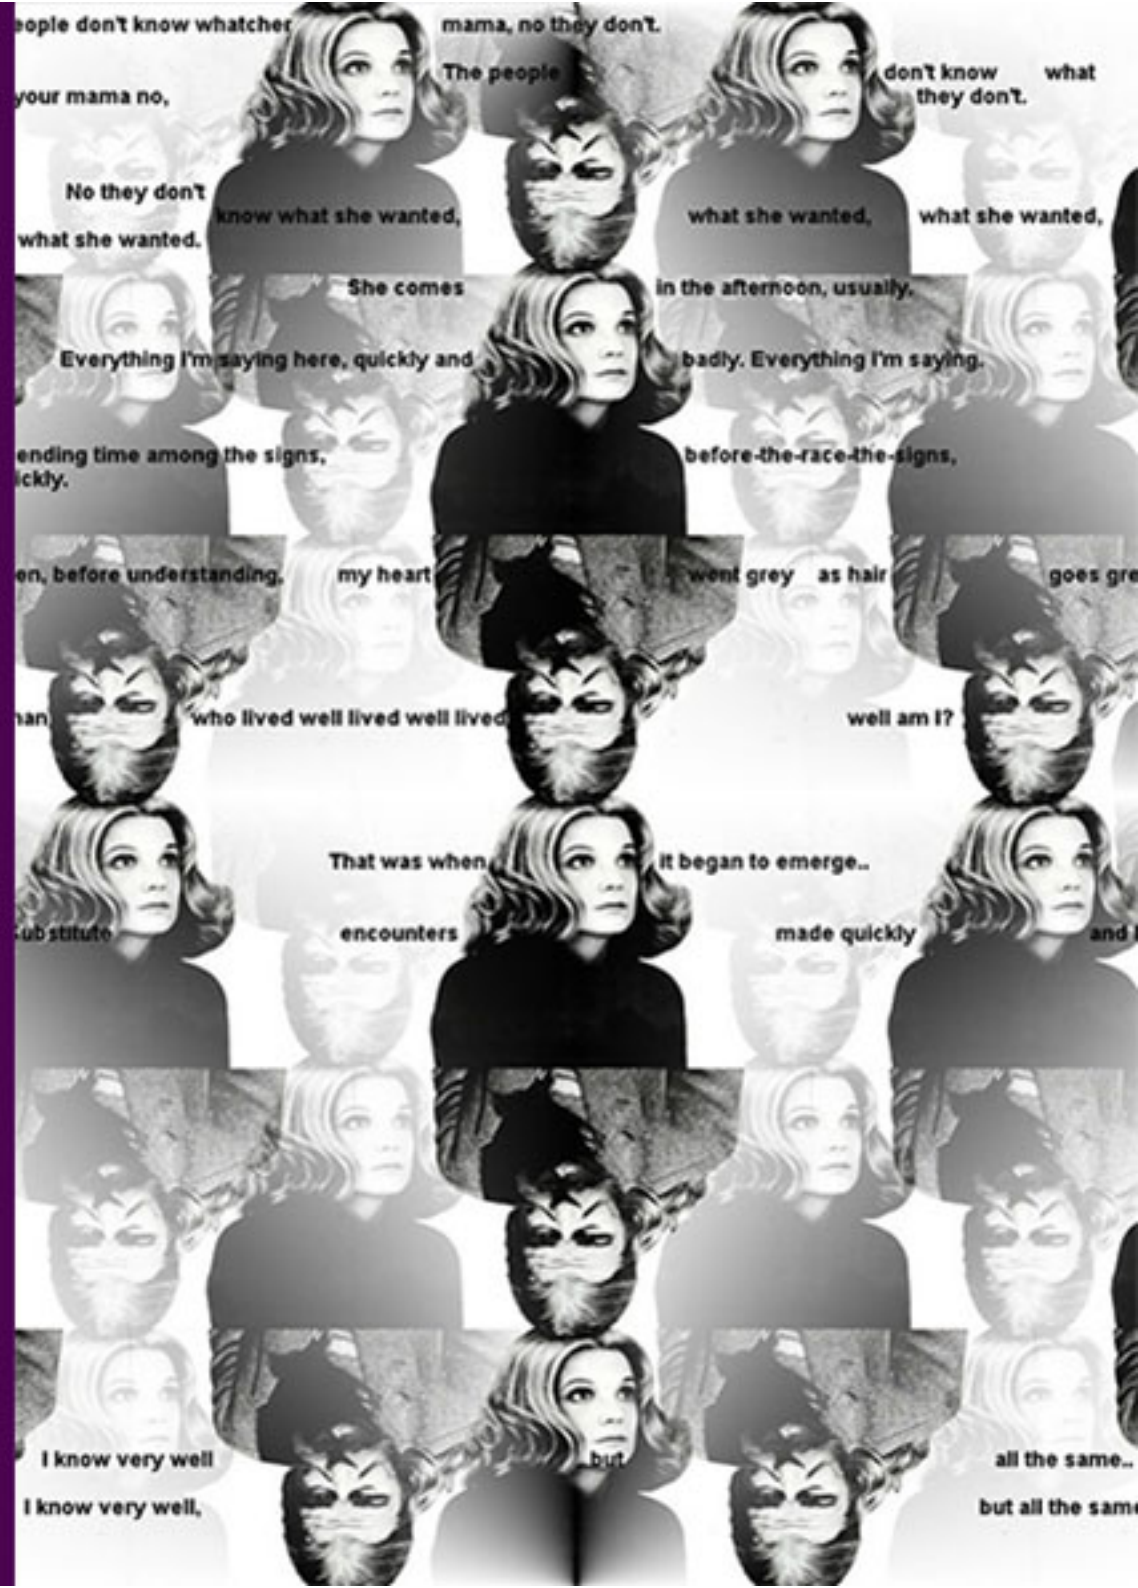 eople don't know whatcher mama, no they don't.
The people don't know what
your mama no, they don't.
No they don't
know what she wanted, what she wanted, what she wanted,
what she wanted.
She comes in the afternoon, usually.
Everything I'm saying here, quickly and badly. Everything I'm saying.
ending time among the signs, before-the-race-the-signs,
ickly.
en, before understanding, my heart went grey as hair goes gre
an who lived well lived well lived well am I?
That was when it began to emerge..
substitute encounters made quickly and
I know very well but all the same..
I know very well, but all the same